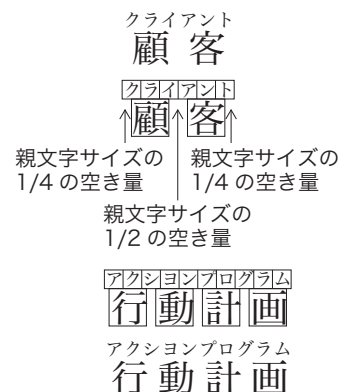 クライアント
顧客
クライアント
顧客
親文字サイズの 親文字サイズの
1/4 の空き量 1/4 の空き量
親文字サイズの
1/2 の空き量
アクションプログラム
行動計画
アクションプログラム
行動計画